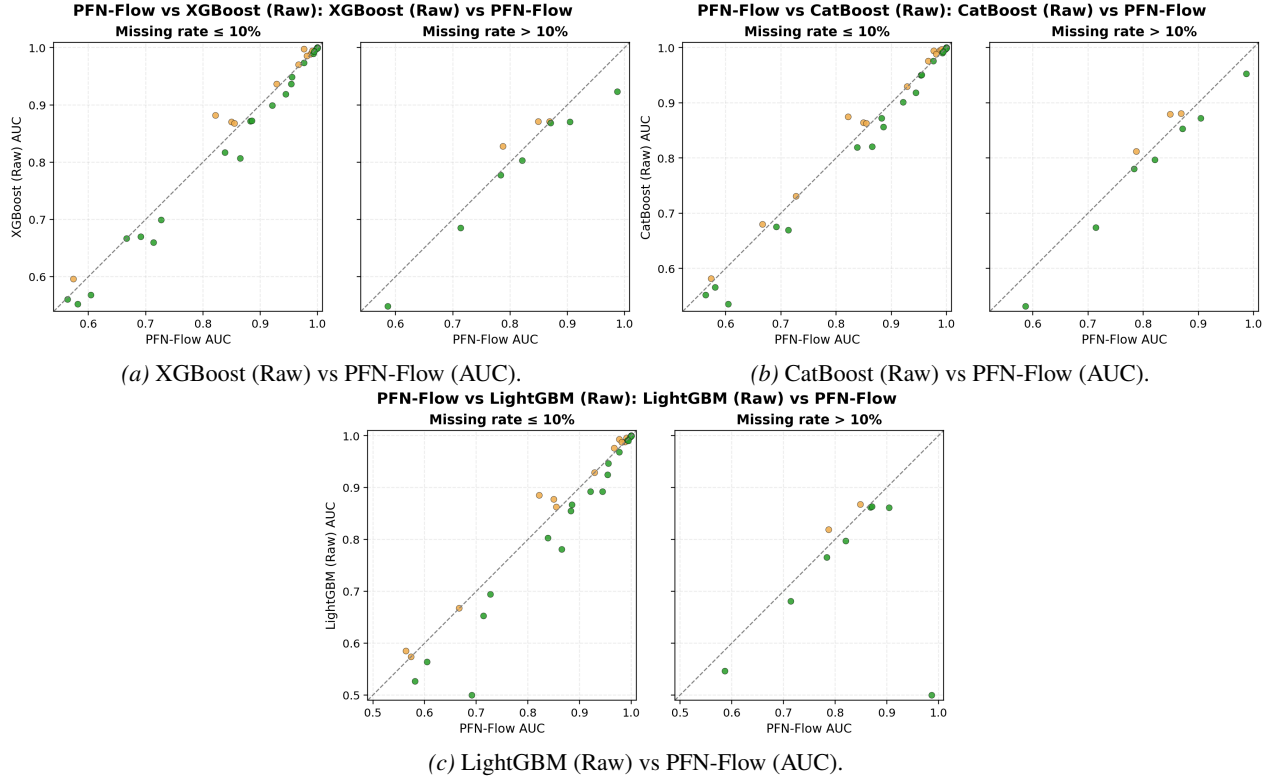 PFN-Flow vs XGBoost (Raw): XGBoost (Raw) vs PFN-Flow
Missing rate ≤ 10%
Missing rate > 10%
XGBoost (Raw) AUC
1.0
0.9
0.8
0.7
0.6
0.6 0.7 0.8 0.9 1.0
PFN-Flow AUC
0.6 0.7 0.8 0.9 1.0
PFN-Flow AUC
(a) XGBoost (Raw) vs PFN-Flow (AUC).
PFN-Flow vs CatBoost (Raw): CatBoost (Raw) vs PFN-Flow
Missing rate ≤ 10%
Missing rate > 10%
CatBoost (Raw) AUC
1.0
0.9
0.8
0.7
0.6
0.6 0.7 0.8 0.9 1.0
PFN-Flow AUC
0.6 0.7 0.8 0.9 1.0
PFN-Flow AUC
(b) CatBoost (Raw) vs PFN-Flow (AUC).
PFN-Flow vs LightGBM (Raw): LightGBM (Raw) vs PFN-Flow
Missing rate ≤ 10%
Missing rate > 10%
LightGBM (Raw) AUC
1.0
0.9
0.8
0.7
0.6
0.5
0.5 0.6 0.7 0.8 0.9 1.0
PFN-Flow AUC
0.5 0.6 0.7 0.8 0.9 1.0
PFN-Flow AUC
(c) LightGBM (Raw) vs PFN-Flow (AUC).